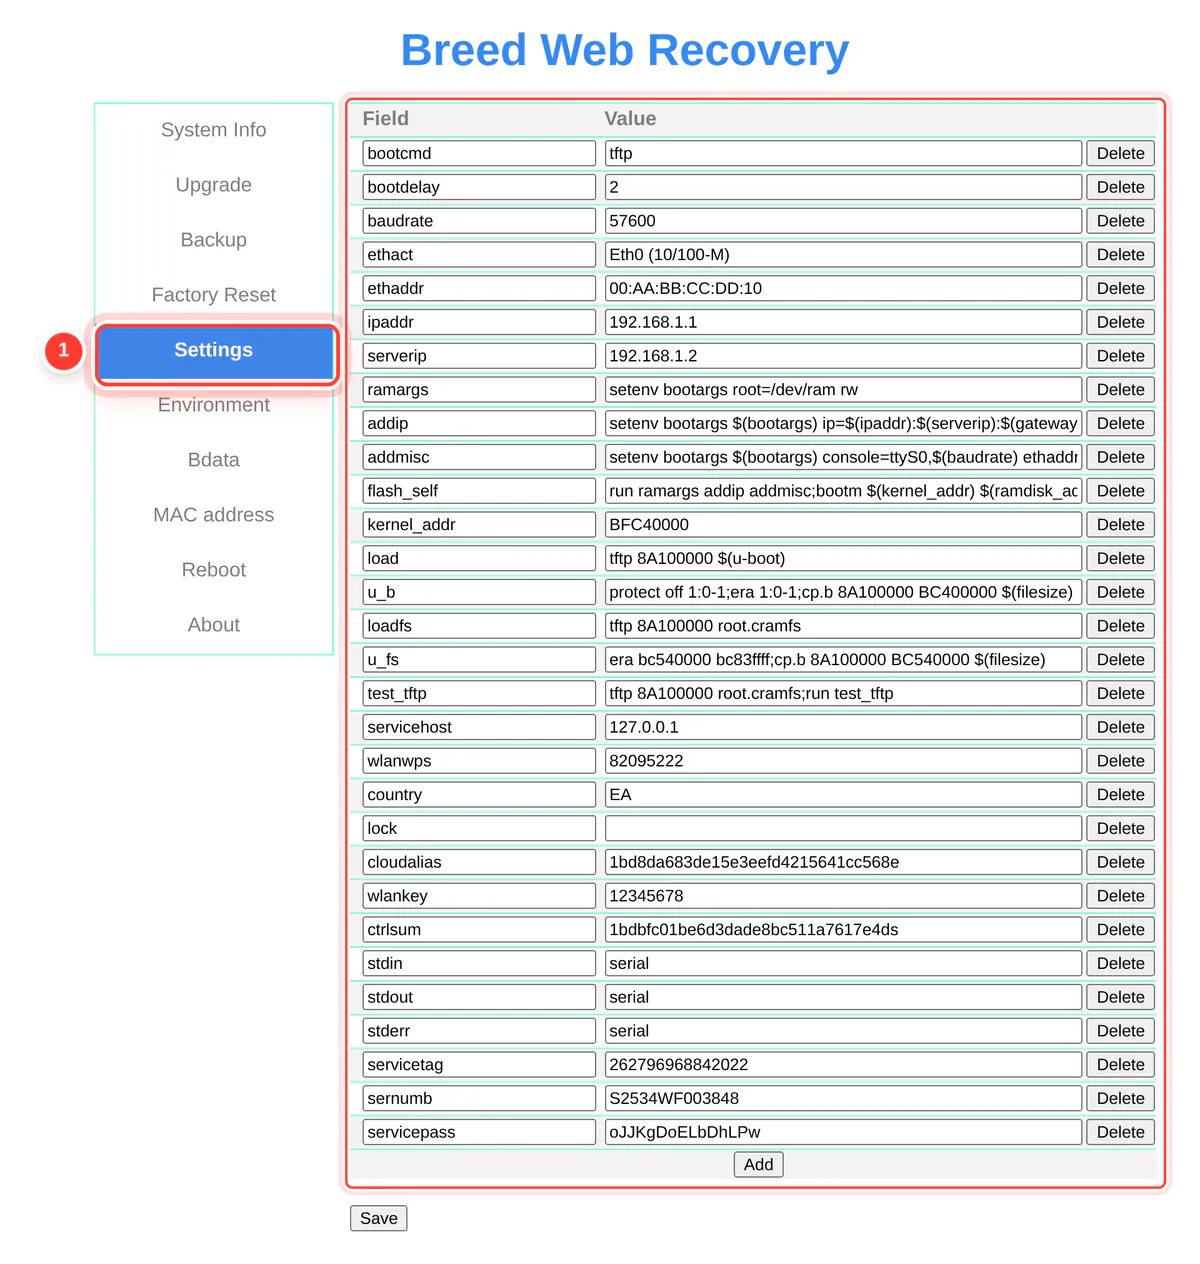 Breed Web Recovery
System Info
Upgrade
Backup
Factory Reset
1
Settings
Environment
Bdata
MAC address
Reboot
About
Field Value
bootcmd tftp Delete
bootdelay 2 Delete
baudrate 57600 Delete
ethact Eth0 (10/100-M) Delete
ethaddr 00:AA:BB:CC:DD:10 Delete
ipaddr 192.168.1.1 Delete
serverip 192.168.1.2 Delete
ramargs setenv bootargs root=/dev/ram rw Delete
addip setenv bootargs $(bootargs) ip=$(ipaddr):$(serverip):$(gateway Delete
addmisc setenv bootargs $(bootargs) console=ttyS0,$(baudrate) ethaddr Delete
flash_self run ramargs addip addmisc;bootm $(kernel_addr) $(ramdisk_ad Delete
kernel_addr BFC40000 Delete
load tftp 8A100000 $(u-boot) Delete
u_b protect off 1:0-1;era 1:0-1;cp.b 8A100000 BC400000 $(filesize) Delete
loadfs tftp 8A100000 root.cramfs Delete
u_fs era bc540000 bc83ffff;cp.b 8A100000 BC540000 $(filesize) Delete
test_tftp tftp 8A100000 root.cramfs;run test_tftp Delete
servicehost 127.0.0.1 Delete
wlanwps 82095222 Delete
country EA Delete
lock Delete
cloudalias 1bd8da683de15e3eefd4215641cc568e Delete
wlankey 12345678 Delete
ctrlsum 1bdbfc01be6d3dade8bc511a7617e4ds Delete
stdin serial Delete
stdout serial Delete
stderr serial Delete
servicetag 262796968842022 Delete
sernumb S2534WF003848 Delete
servicepass oJJKgDoELbDhLPw Delete
Add
Save